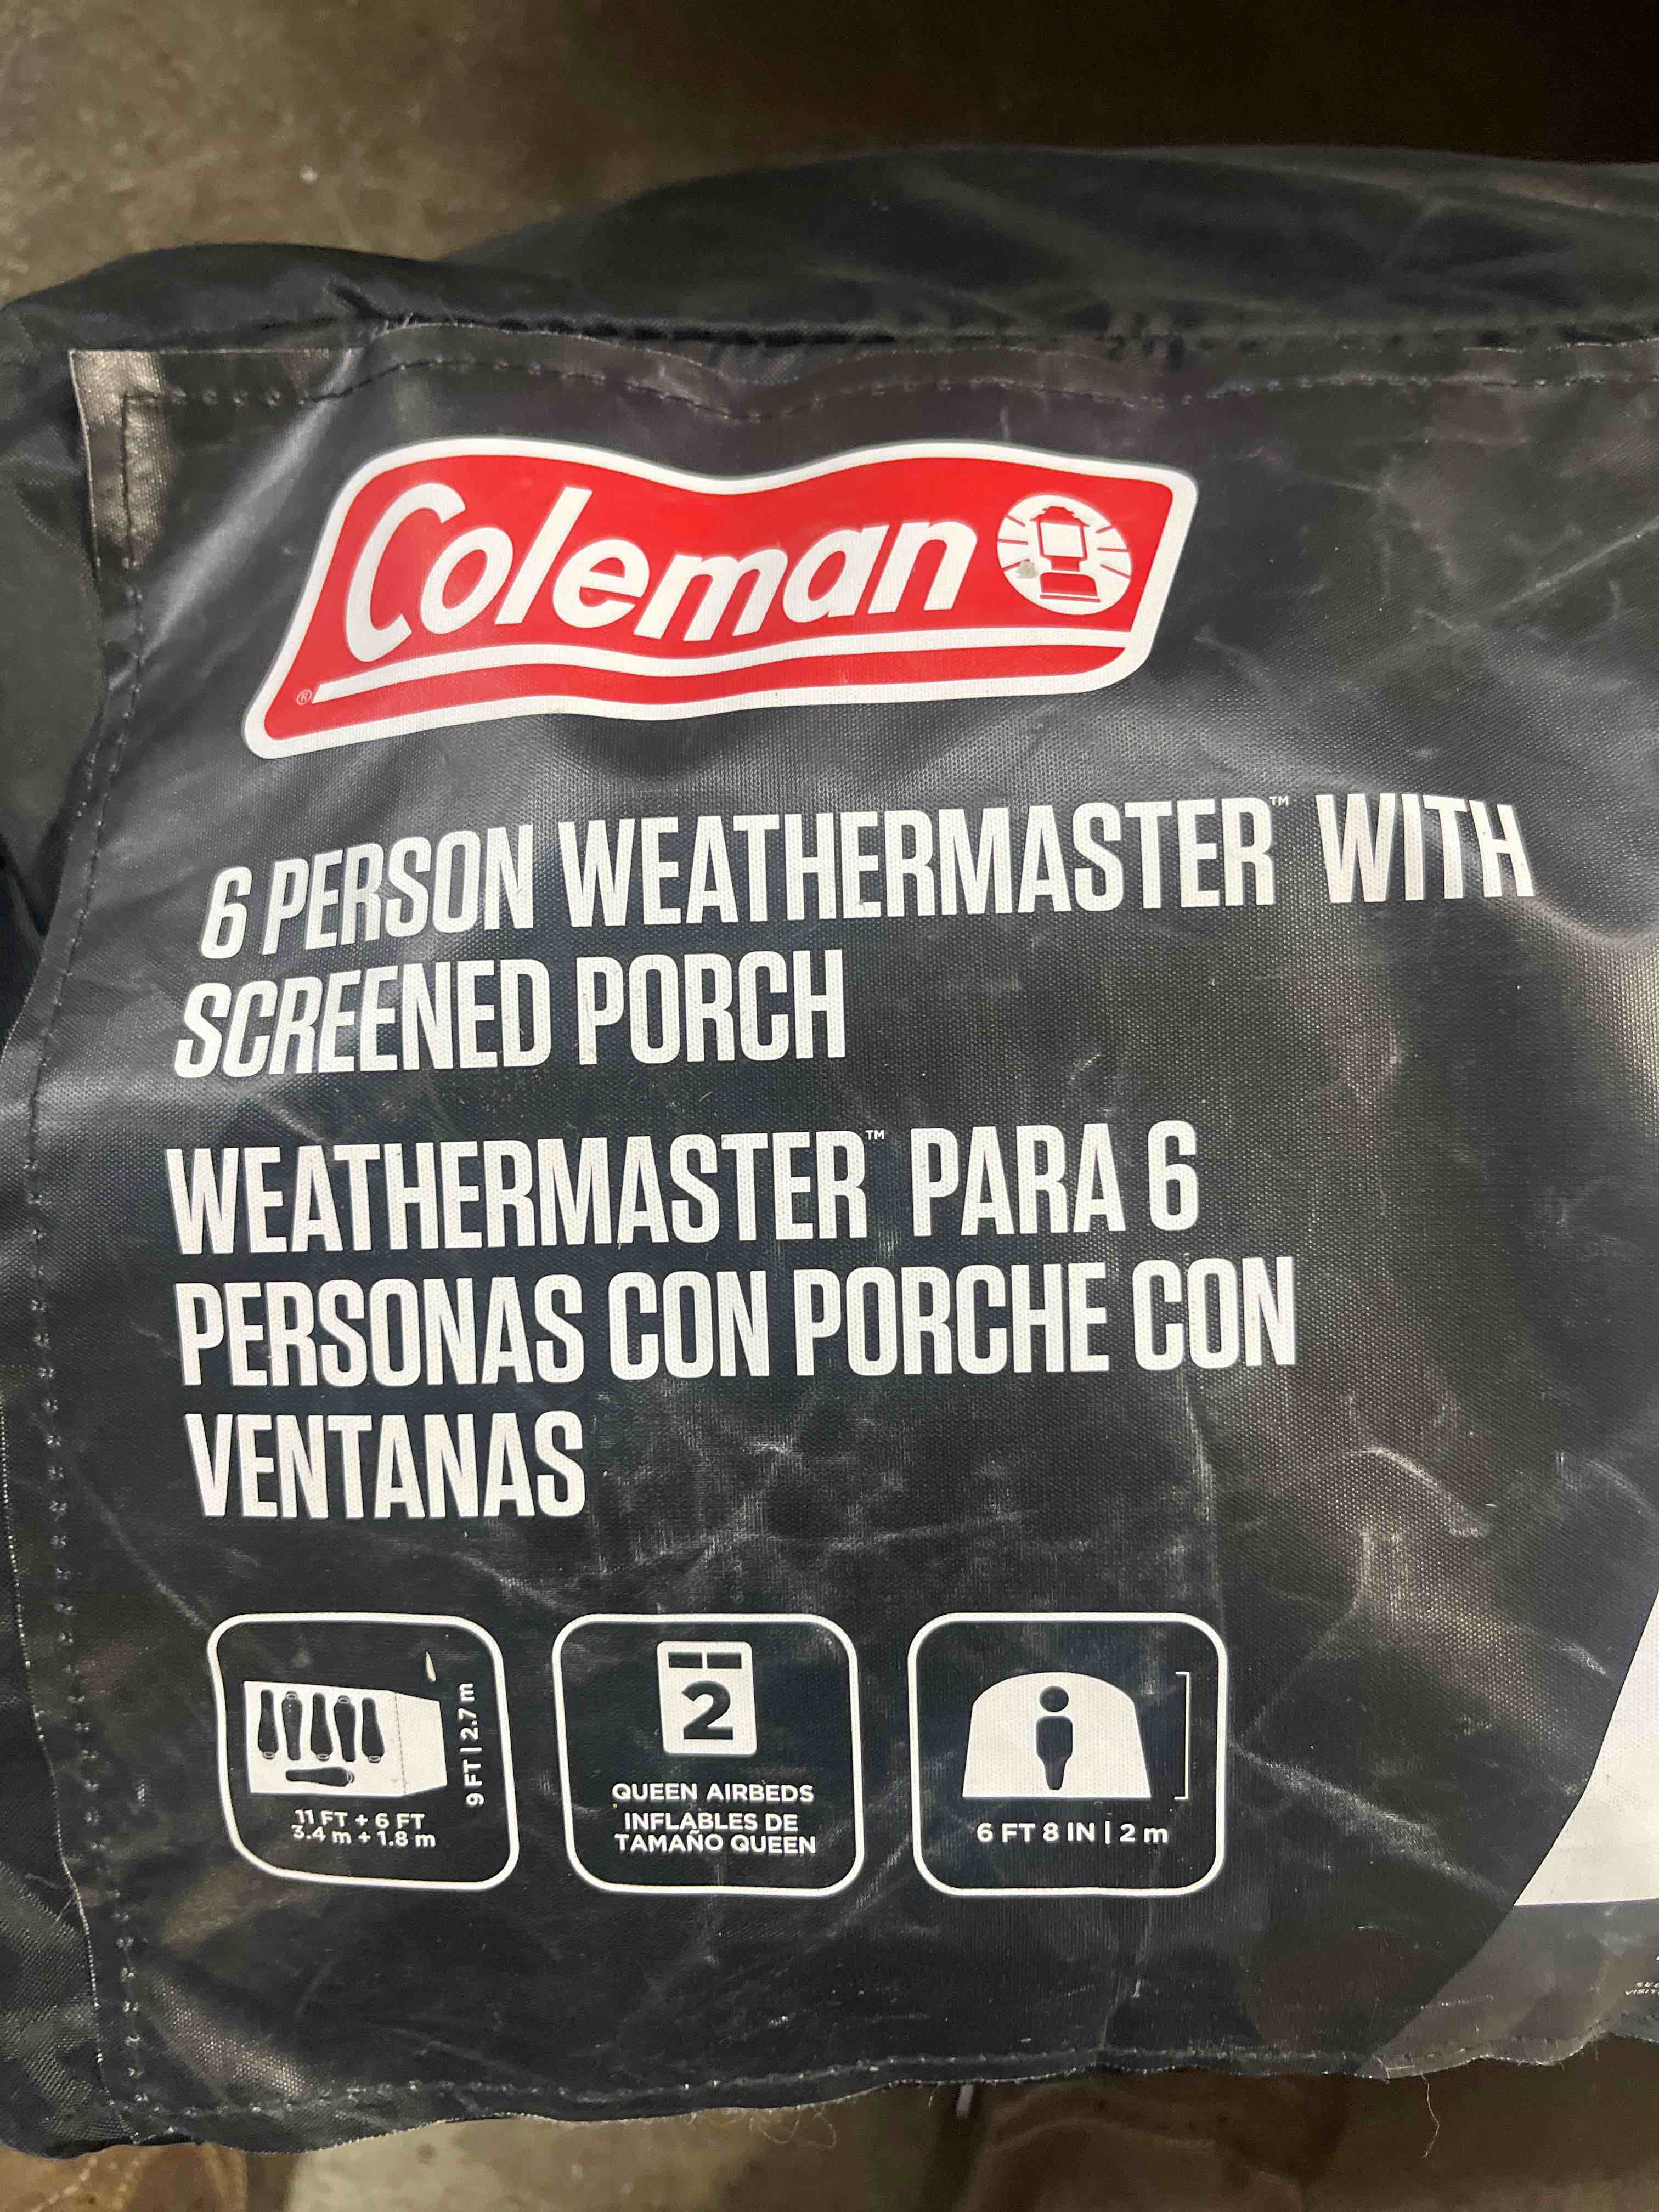 Coleman
®
6 PERSON WEATHERMASTER™ WITH
SCREENED PORCH
WEATHERMASTER™ PARA 6
PERSONAS CON PORCHE CON
VENTANAS
9 FT | 2.7 m
11 FT + 6 FT
3.4 m + 1.8 m
2
QUEEN AIRBEDS
INFLABLES DE
TAMAÑO QUEEN
6 FT 8 IN | 2 m